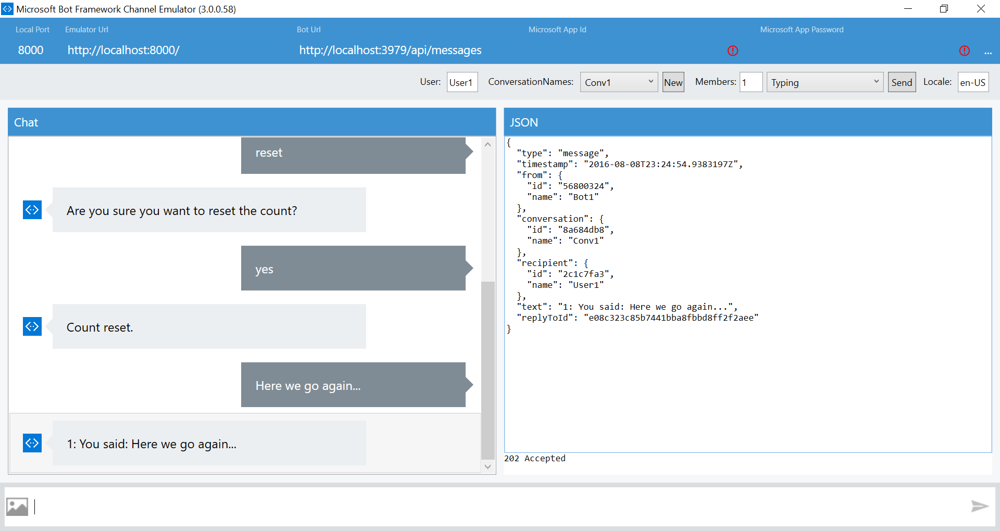 Microsoft Bot Framework Channel Emulator (3.0.0.58)
Local Port Emulator Url Bot Url Microsoft App Id Microsoft App Password
8000 http://localhost:8000/ http://localhost:3979/api/messages ...
User: User1 ConversationNames: Conv1 New Members: 1 Typing Send Locale: en-US
Chat
reset
Are you sure you want to reset the count?
yes
Count reset.
Here we go again...
1: You said: Here we go again...
JSON
{
"type": "message",
"timestamp": "2016-08-08T23:24:54.9383197Z",
"from": {
"id": "56800324",
"name": "Bot1"
},
"conversation": {
"id": "8a684db8",
"name": "Conv1"
},
"recipient": {
"id": "2c1c7fa3",
"name": "User1"
},
"text": "1: You said: Here we go again...",
"replyToId": "e08c323c85b7441bba8fbbd8ff2f2aee"
}
202 Accepted